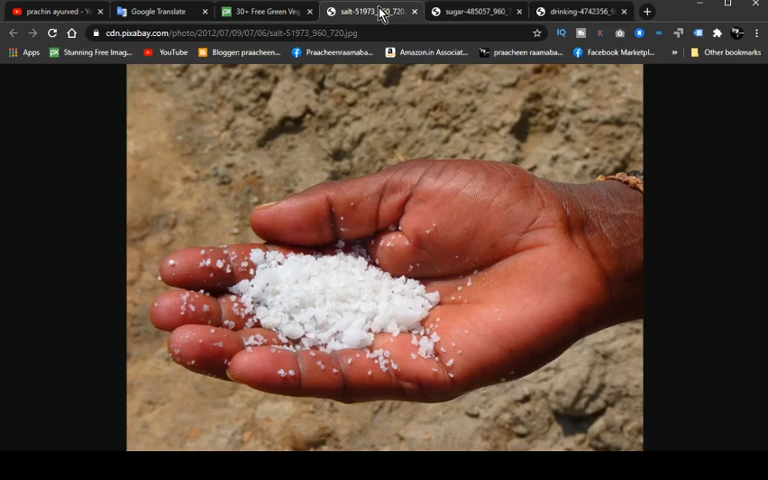 prachin ayurved - Y
Google Translate
30+ Free Green Veg
salt-51973_960_720.
sugar-485057_960_7
drinking-4742356_9
cdn.pixabay.com/photo/2012/07/09/07/06/salt-51973_960_720.jpg
Apps
Stunning Free Imag...
YouTube
Blogger: praacheen...
Praacheenraamaba...
Amazon.in Associat...
praacheen raamaba...
Facebook Marketpl...
»
Other bookmarks